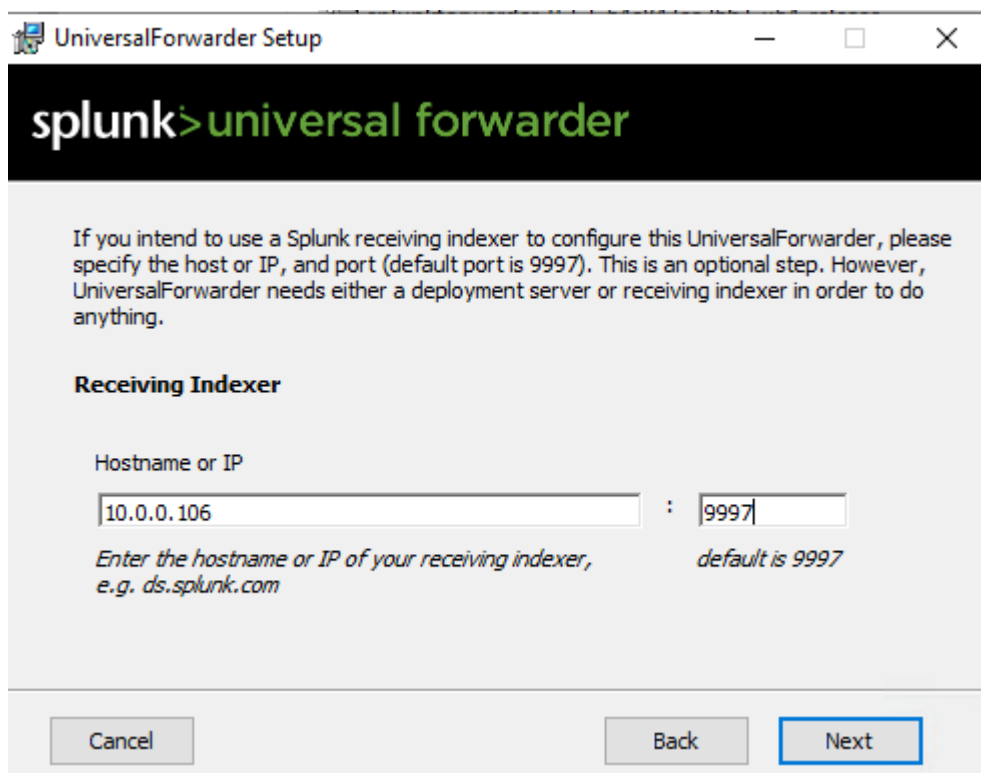 UniversalForwarder Setup
splunk>universal forwarder
If you intend to use a Splunk receiving indexer to configure this UniversalForwarder, please
specify the host or IP, and port (default port is 9997). This is an optional step. However,
UniversalForwarder needs either a deployment server or receiving indexer in order to do
anything.
Receiving Indexer
Hostname or IP
10.0.0.106 : 9997
Enter the hostname or IP of your receiving indexer, default is 9997
e.g. ds.splunk.com
Cancel Back Next